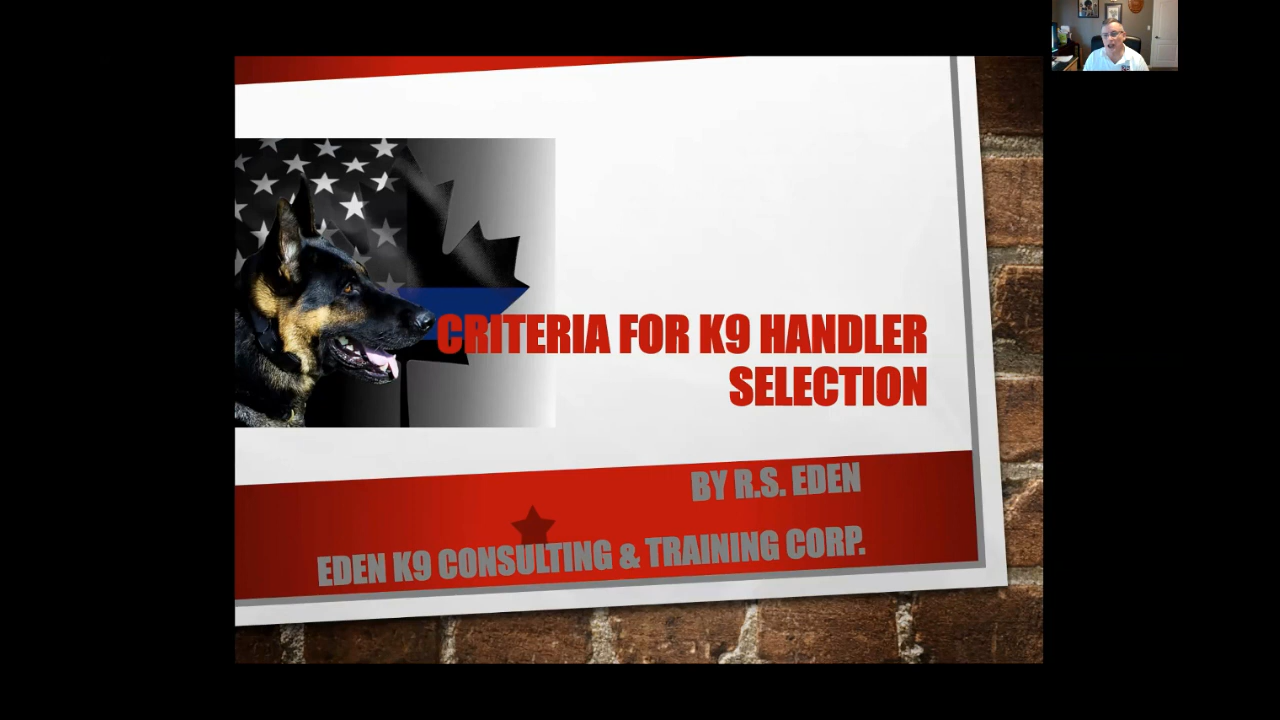 CRITERIA FOR K9 HANDLER
SELECTION
BY R.S. EDEN
EDEN K9 CONSULTING & TRAINING CORP.